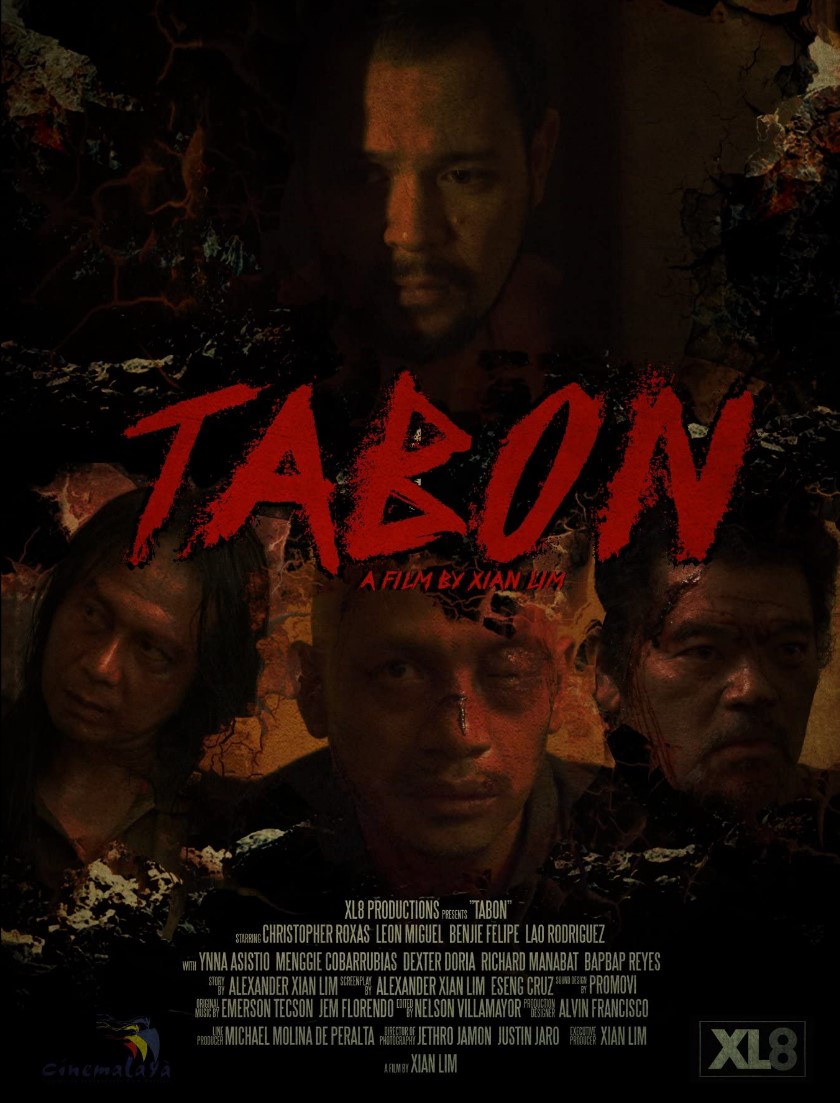 TABON
A FILM BY XIAN LIM
XL8 PRODUCTIONS PRESENTS "TABON"
STARRING CHRISTOPHER ROXAS LEON MIGUEL BENJIE FELIPE LAO RODRIGUEZ
WITH YNNA ASISTIO MENGGIE COBARRUBIAS DEXTER DORIA RICHARD MANABAT BAPBAP REYES
STORY BY ALEXANDER XIAN LIM SCREENPLAY BY ALEXANDER XIAN LIM ESENG CRUZ SOUND DESIGN BY PROMOVI
ORIGINAL MUSIC BY EMERSON TECSON JEM FLORENDO EDITED BY NELSON VILLAMAYOR PRODUCTION DESIGNER ALVIN FRANCISCO
LINE PRODUCER MICHAEL MOLINA DE PERALTA DIRECTOR OF PHOTOGRAPHY JETHRO JAMON JUSTIN JARO EXECUTIVE PRODUCER XIAN LIM
A FILM BY XIAN LIM
cinemalaya
XL8